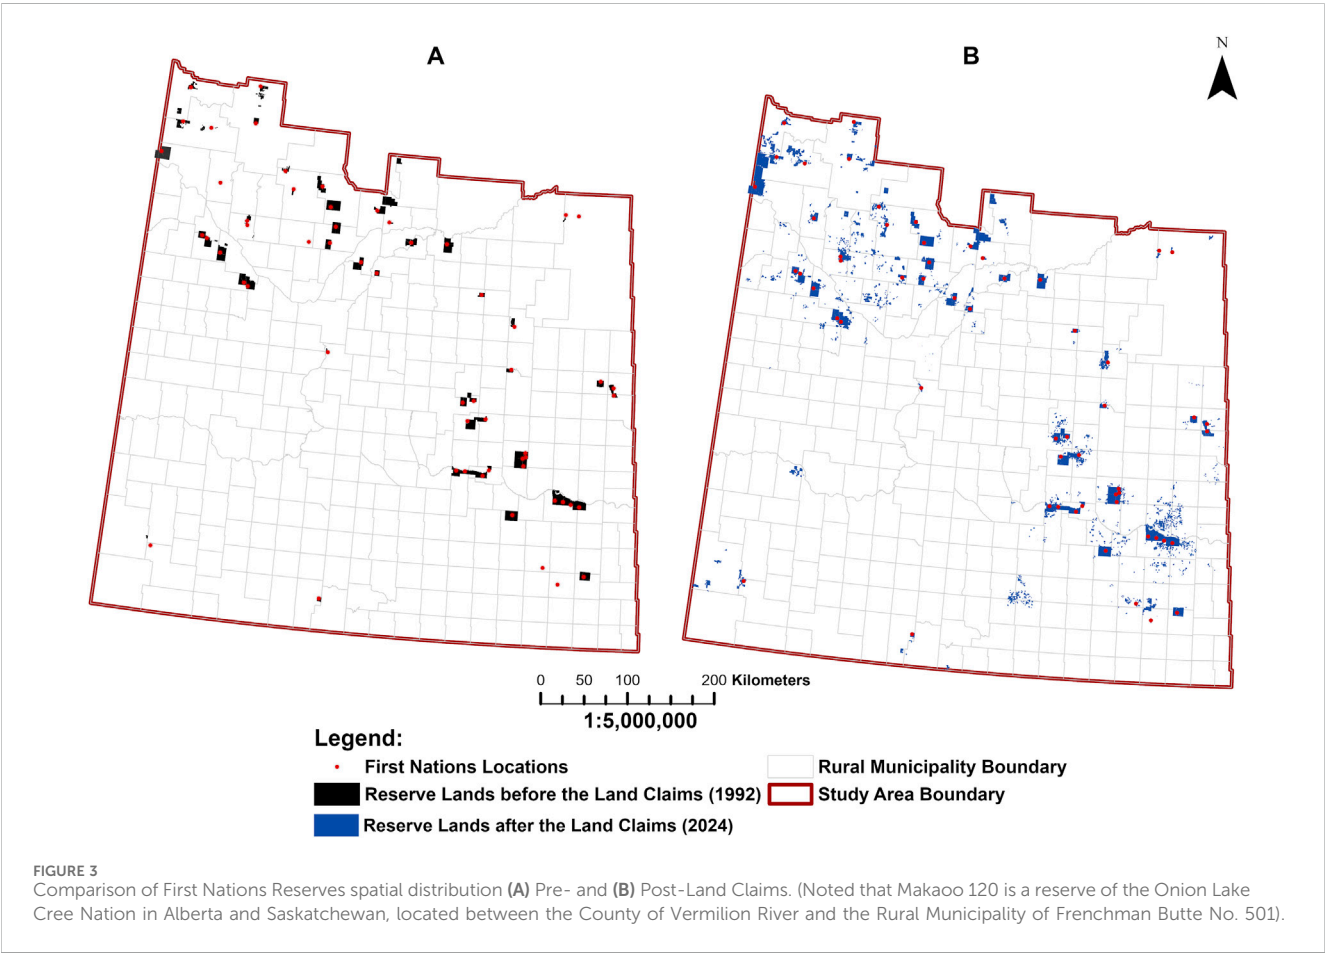 A
B
N
0 50 100 200 Kilometers
1:5,000,000
Legend:
First Nations Locations
Rural Municipality Boundary
Reserve Lands before the Land Claims (1992)
Study Area Boundary
Reserve Lands after the Land Claims (2024)
FIGURE 3
Comparison of First Nations Reserves spatial distribution (A) Pre- and (B) Post-Land Claims. (Noted that Makaoo 120 is a reserve of the Onion Lake
Cree Nation in Alberta and Saskatchewan, located between the County of Vermilion River and the Rural Municipality of Frenchman Butte No. 501).